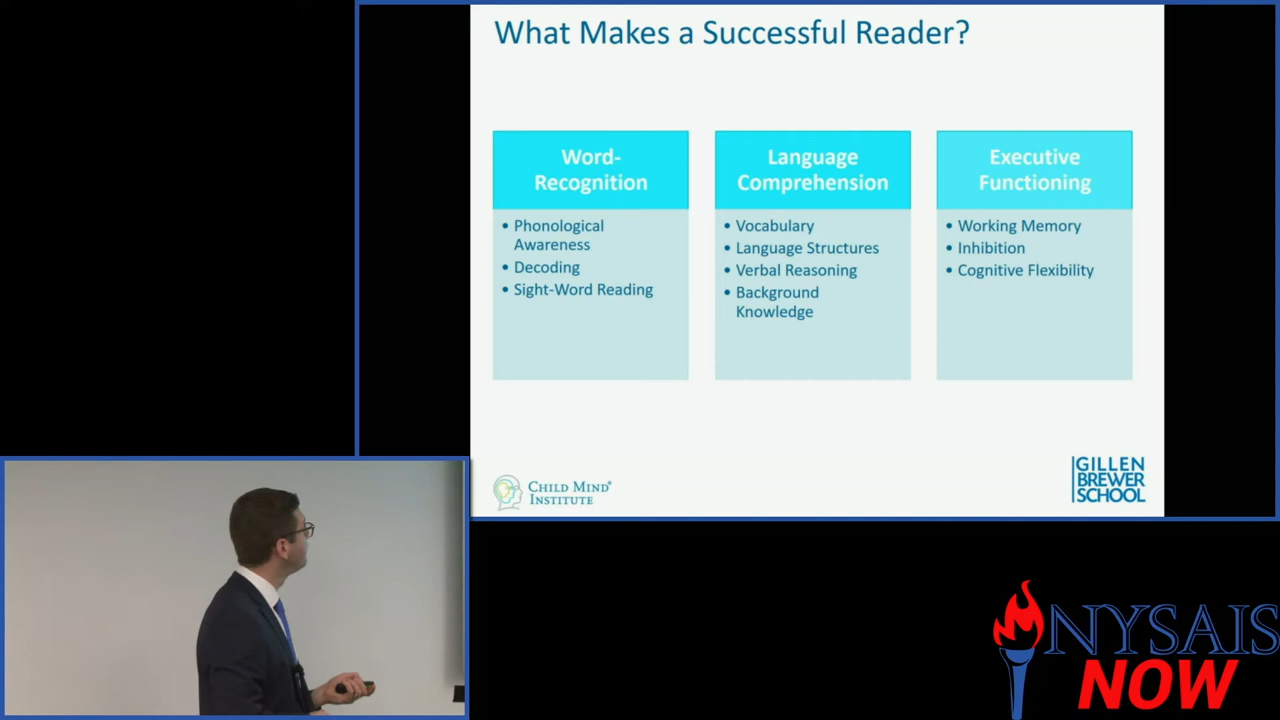 What Makes a Successful Reader?
Word-
Recognition
• Phonological
Awareness
• Decoding
• Sight-Word Reading
Language
Comprehension
• Vocabulary
• Language Structures
• Verbal Reasoning
• Background
Knowledge
Executive
Functioning
• Working Memory
• Inhibition
• Cognitive Flexibility
CHILD MIND®
INSTITUTE
GILLEN
BREWER
SCHOOL
NYSAIS
NOW